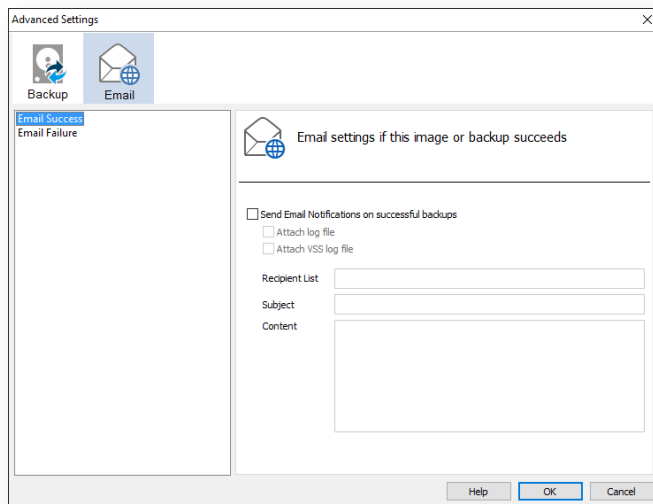 Advanced Settings
Backup
Email
Email Success
Email Failure
Email settings if this image or backup succeeds
Send Email Notifications on successful backups
Attach log file
Attach VSS log file
Recipient List
Subject
Content
Help
OK
Cancel